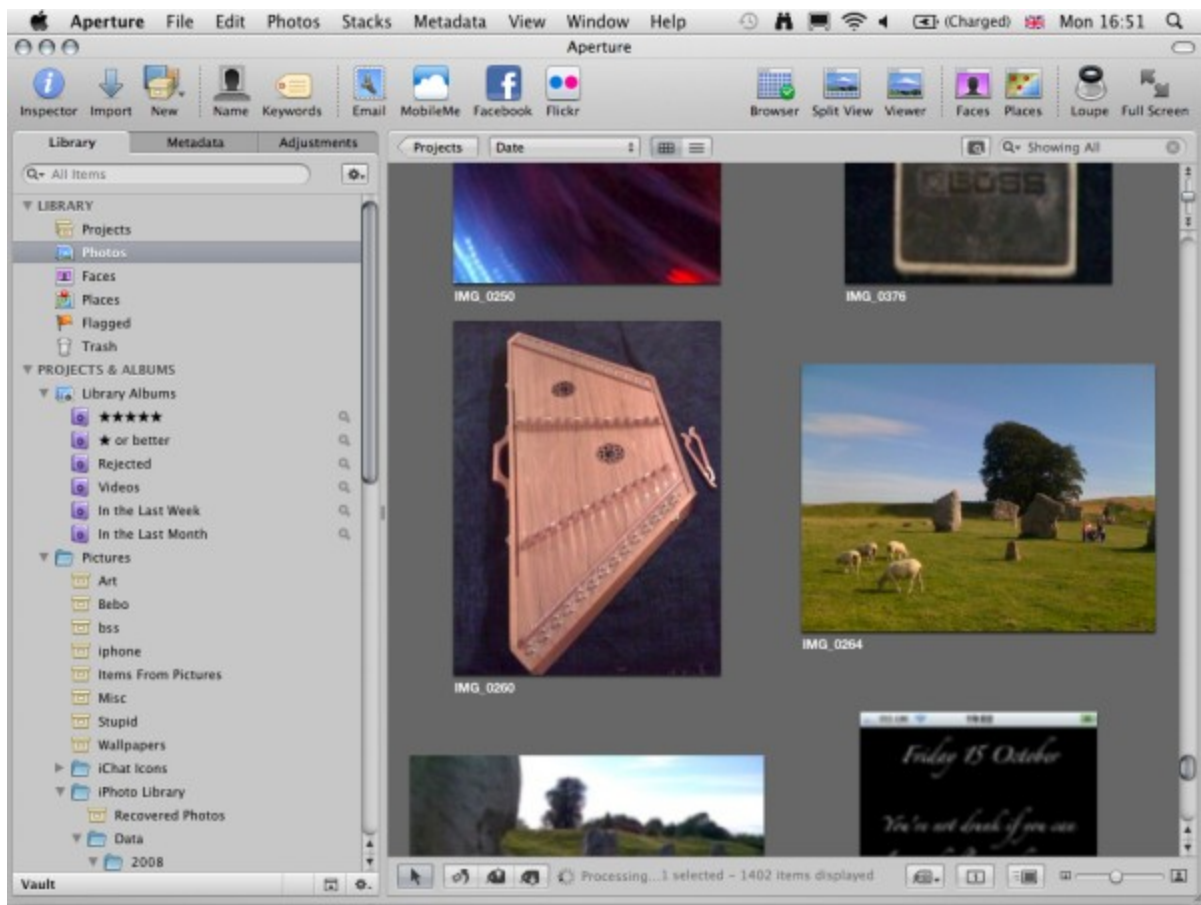 Aperture File Edit Photos Stacks Metadata View Window Help (Charged) Mon 16:51
Aperture
Inspector Import New Name Keywords Email MobileMe Facebook Flickr Browser Split View Viewer Faces Places Loupe Full Screen
Library Metadata Adjustments
Projects Date Showing All
All Items
BOSS
LIBRARY
Projects
Photos
Faces
Places
Flagged
Trash
PROJECTS & ALBUMS
Library Albums
★★★★★
★ or better
Rejected
Videos
In the Last Week
In the Last Month
Pictures
Art
Bebo
bss
iphone
Items From Pictures
Misc
Stupid
Wallpapers
iChat Icons
iPhoto Library
Recovered Photos
Data
2008
Vault
IMG_0250
IMG_0376
IMG_0260
IMG_0264
19:02
Friday 15 October
You're not drunk if you can
Processing...1 selected - 1402 items displayed